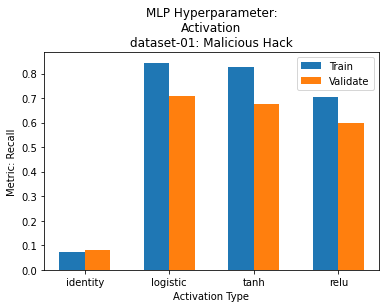 MLP Hyperparameter:
Activation
dataset-01: Malicious Hack
Train
Validate
Metric: Recall
0.8
0.7
0.6
0.5
0.4
0.3
0.2
0.1
0.0
identity logistic tanh relu
Activation Type